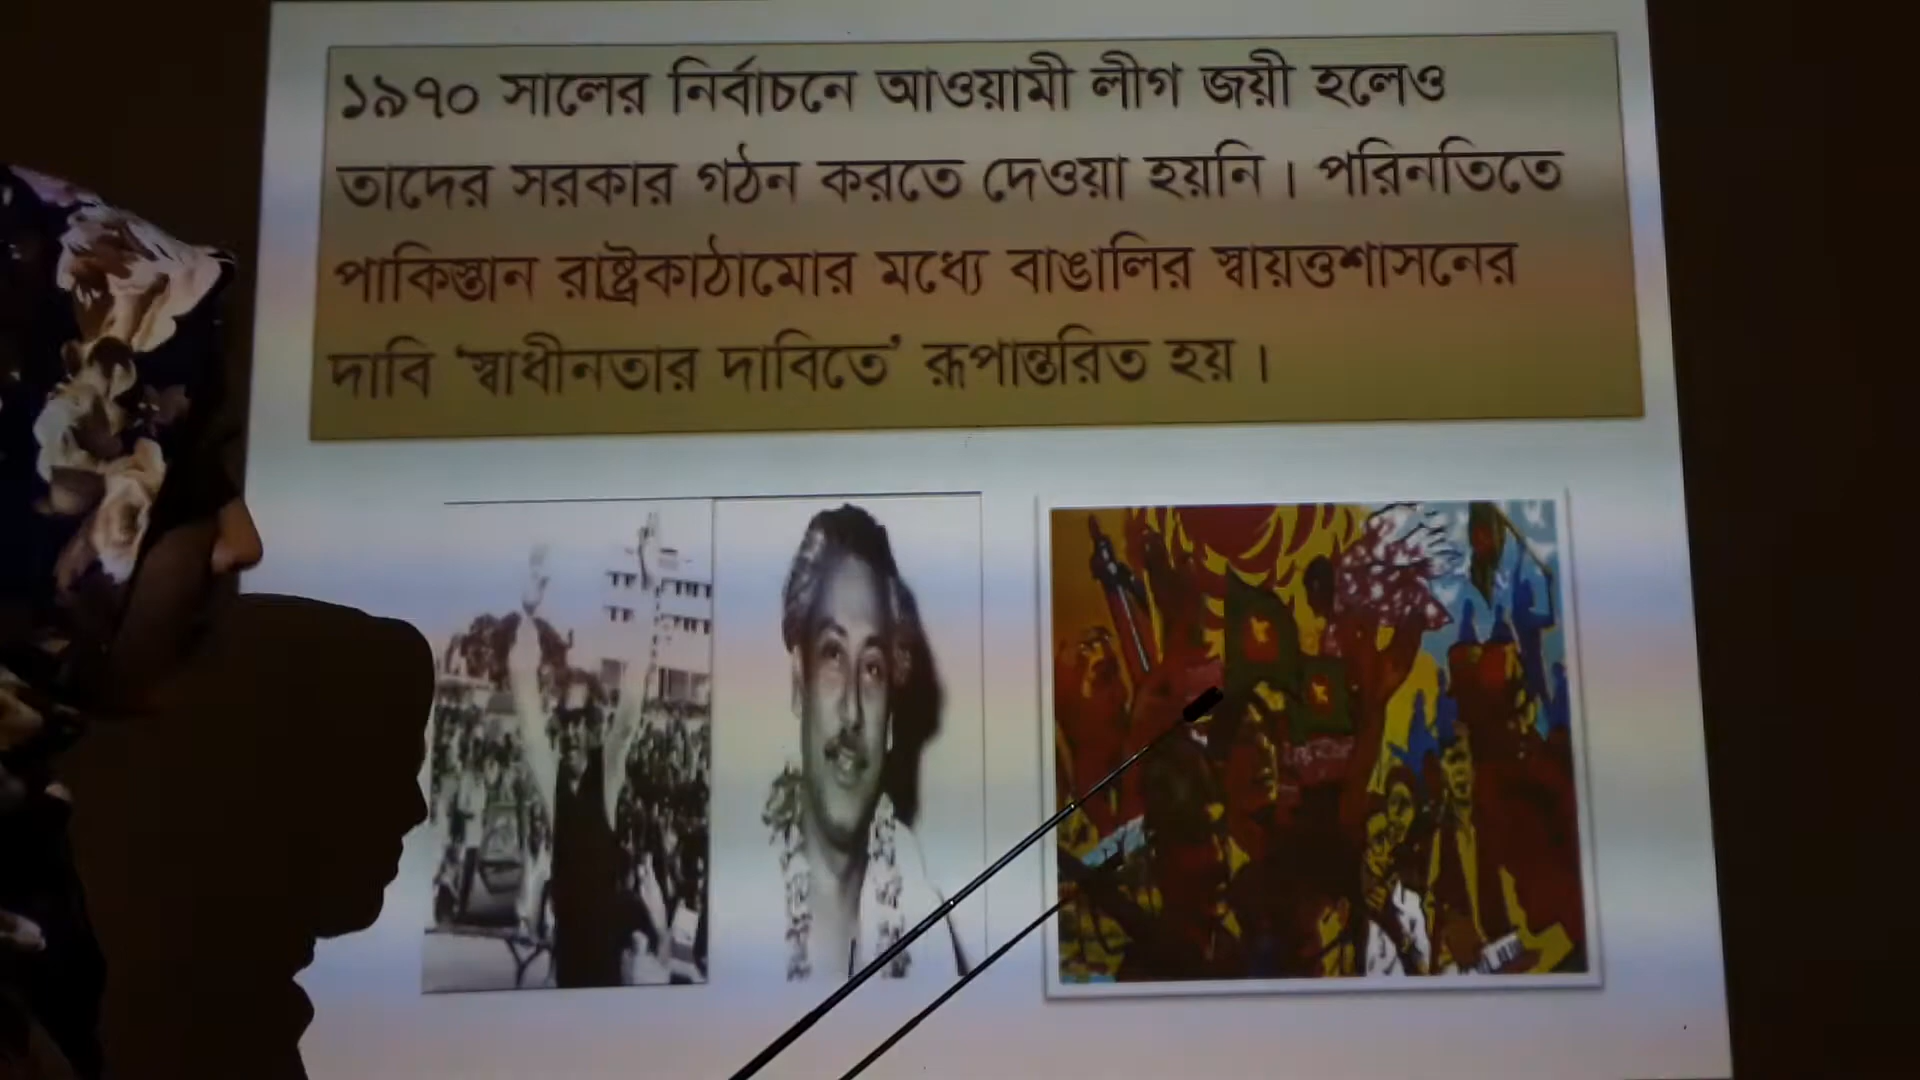 ১৯৭০ সালের নির্বাচনে আওয়ামী লীগ জয়ী হলেও
তাদের সরকার গঠন করতে দেওয়া হয়নি। পরিনতিতে
পাকিস্তান রাষ্ট্রকাঠামোর মধ্যে বাঙালির স্বায়ত্তশাসনের
দাবি ‘স্বাধীনতার দাবিতে’ রূপান্তরিত হয়।